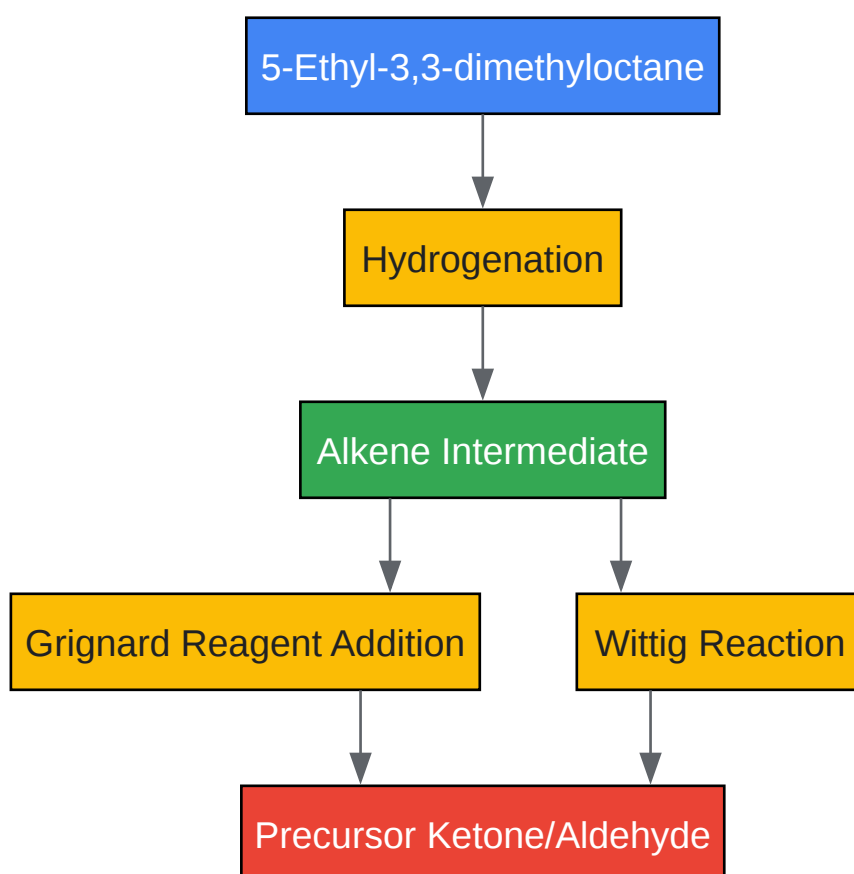 5-Ethyl-3,3-dimethyloctane
Hydrogenation
Alkene Intermediate
Grignard Reagent Addition
Wittig Reaction
Precursor Ketone/Aldehyde